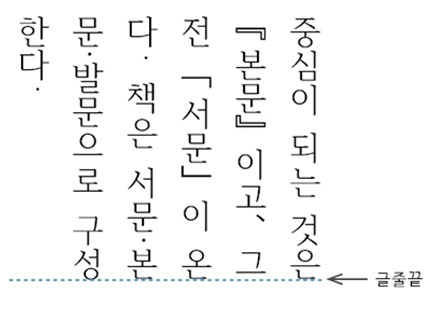 중심이 되는 것은
『본문』이고、그
전 「서문」이 온
다. 책은 서문·본
문·발문으로 구성
한다.
글줄끝